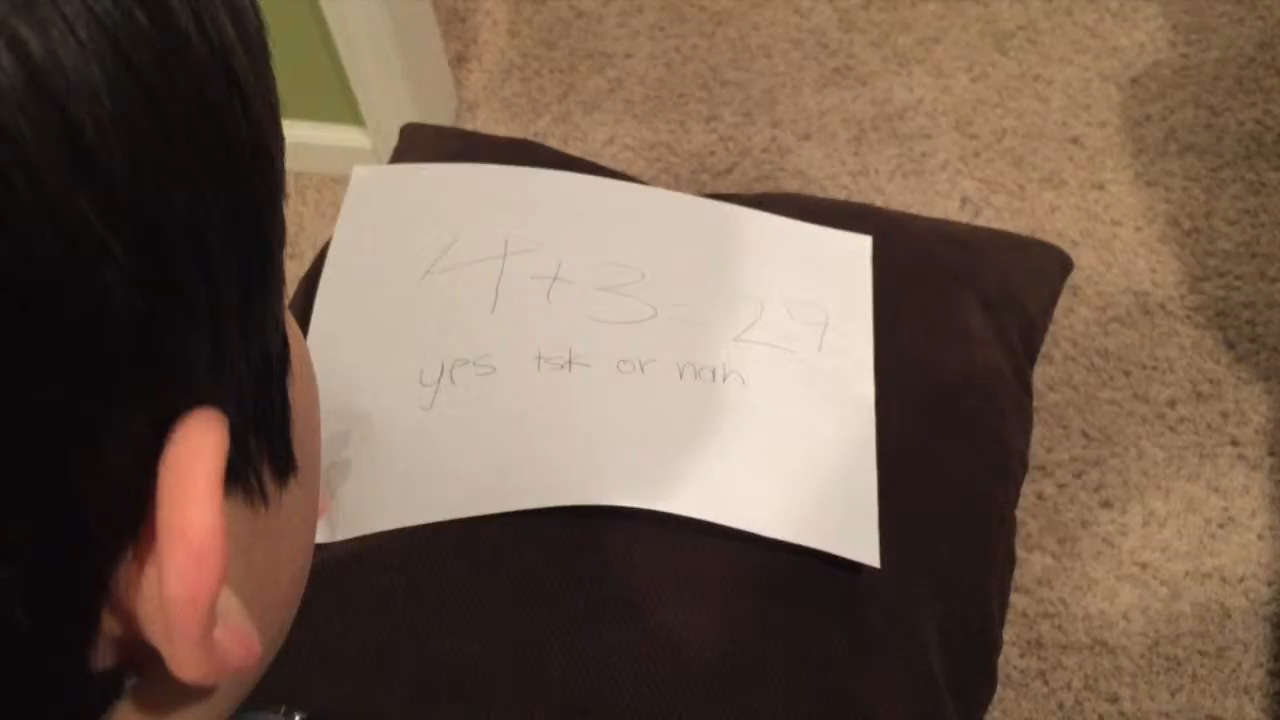 4+3=29
yes tsk or nah